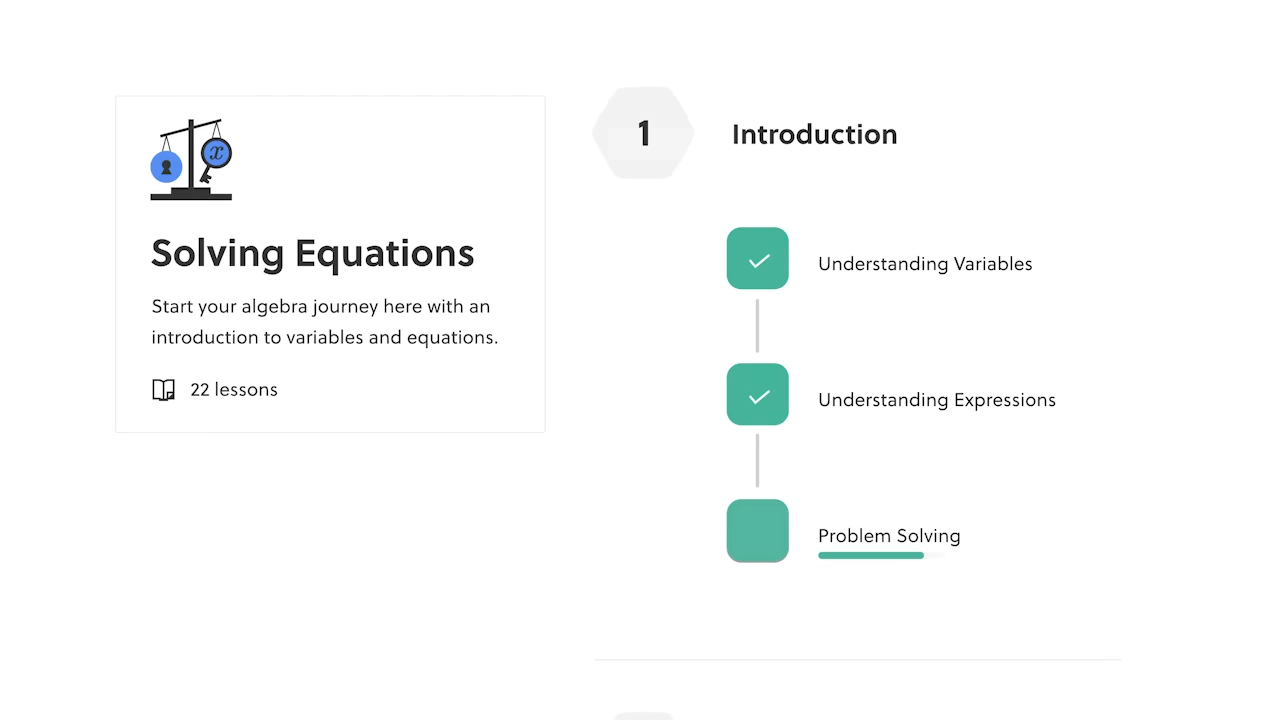 x
Solving Equations
Start your algebra journey here with an
introduction to variables and equations.
22 lessons
1
Introduction
Understanding Variables
Understanding Expressions
Problem Solving